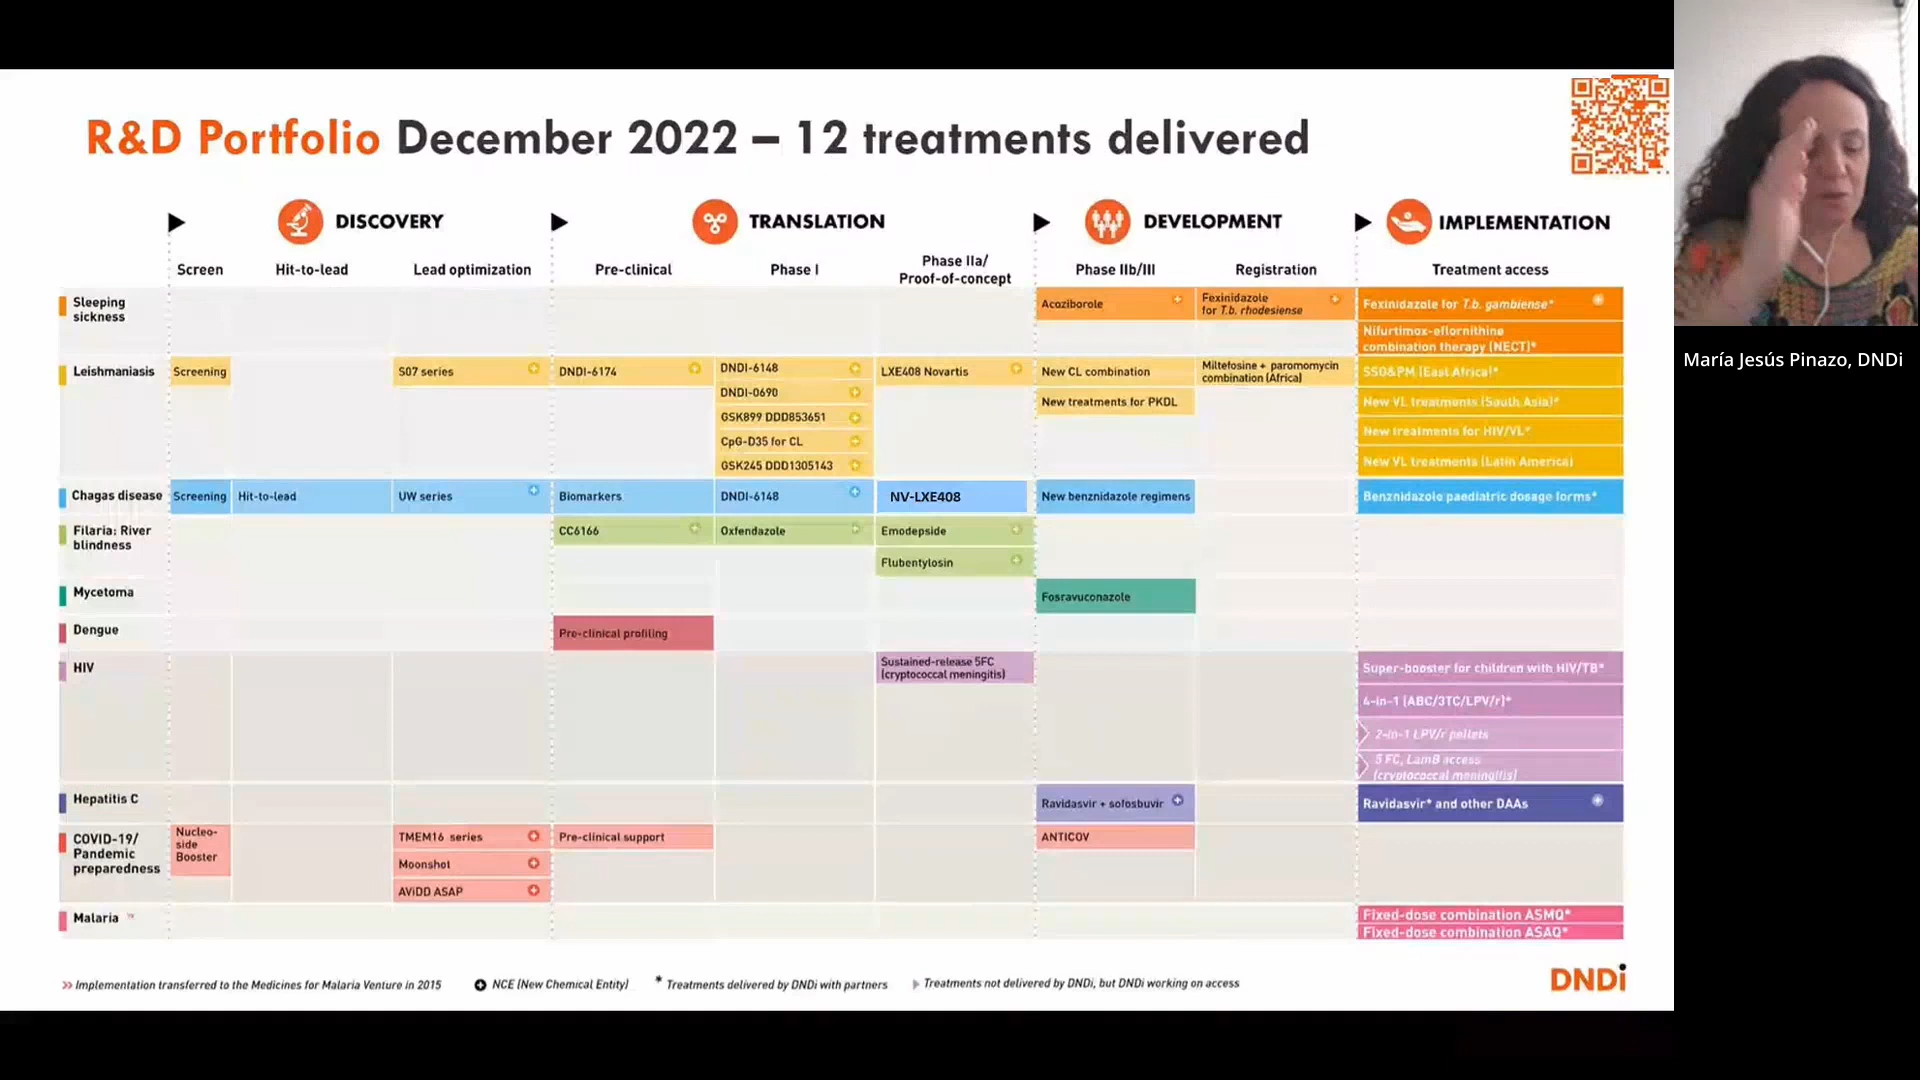 R&D Portfolio December 2022 – 12 treatments delivered
DISCOVERY
TRANSLATION
DEVELOPMENT
IMPLEMENTATION
Screen
Hit-to-lead
Lead optimization
Pre-clinical
Phase I
Phase IIa/
Proof-of-concept
Phase IIb/III
Registration
Treatment access
Sleeping
sickness
Acoziborole
Fexinidazole
for T.b. rhodesiense
Fexinidazole for T.b. gambiense*
Nifurtimox-eflornithine
combination therapy (NECT)*
Leishmaniasis
Screening
S07 series
DNDI-6174
DNDI-6148
DNDI-0690
GSK899 DDD853651
CpG-D35 for CL
GSK245 DDD1305143
LXE408 Novartis
New CL combination
New treatments for PKDL
Miltefosine + paromomycin
combination (Africa)
SSG&PM (East Africa)*
New VL treatments (South Asia)*
New treatments for HIV/VL*
New VL treatments (Latin America)
Chagas disease
Screening
Hit-to-lead
UW series
Biomarkers
DNDI-6148
NV-LXE408
New benznidazole regimens
Benznidazole paediatric dosage forms*
Filaria: River
blindness
CC6166
Oxfendazole
Emodepside
Flubentylosin
Mycetoma
Fosravuconazole
Dengue
Pre-clinical profiling
HIV
Sustained-release 5FC
(cryptococcal meningitis)
Super-booster for children with HIV/TB*
4-in-1 (ABC/3TC/LPV/r)*
2-in-1 LPV/r pellets
5 FC, LamB access
(cryptococcal meningitis)
Hepatitis C
Ravidasvir + sofosbuvir
Ravidasvir* and other DAAs
COVID-19/
Pandemic
preparedness
Nucleo-
side
Booster
TMEM16 series
Moonshot
AViDD ASAP
Pre-clinical support
ANTICOV
Malaria
Fixed-dose combination ASMQ*
Fixed-dose combination ASAQ*
>> Implementation transferred to the Medicines for Malaria Venture in 2015
NCE (New Chemical Entity)
* Treatments delivered by DNDi with partners
Treatments not delivered by DNDi, but DNDi working on access
DNDi
María Jesús Pinazo, DNDi